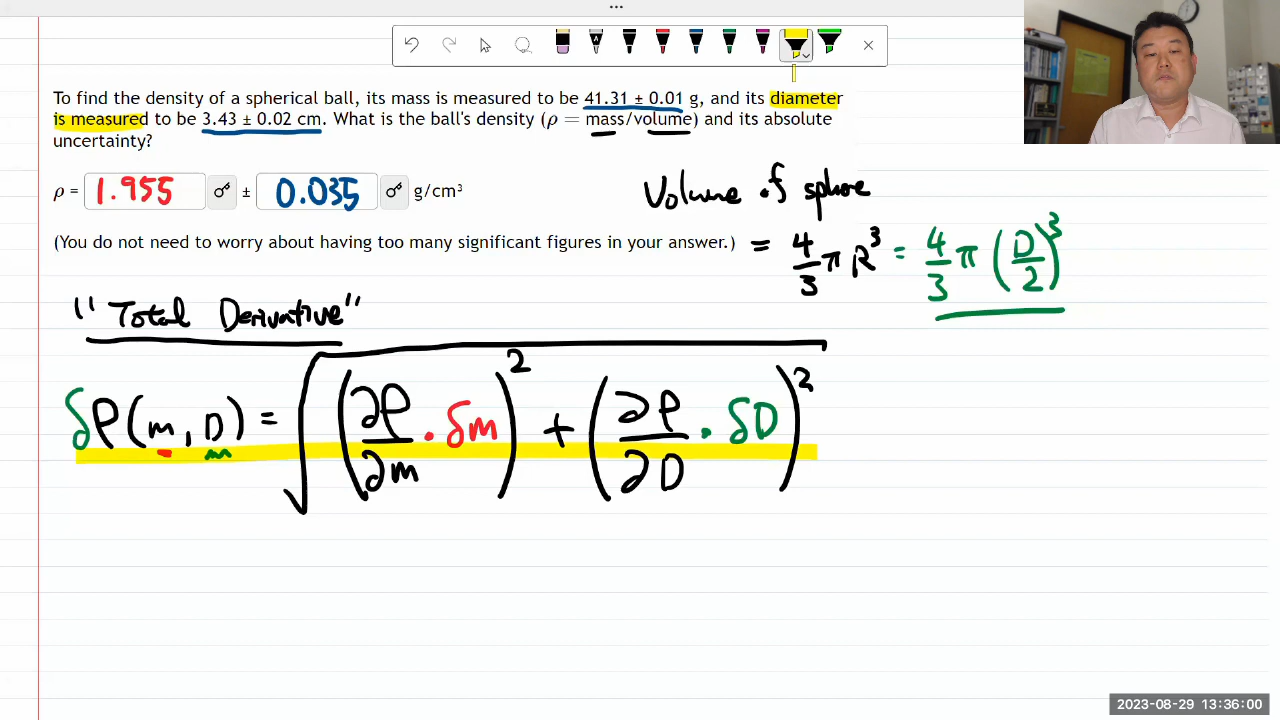 To find the density of a spherical ball, its mass is measured to be 41.31 ± 0.01 g, and its diameter
is measured to be 3.43 ± 0.02 cm. What is the ball's density (ρ = mass/volume) and its absolute
uncertainty?
ρ = 1.955 ± 0.035 g/cm³
Volume of sphere
(You do not need to worry about having too many significant figures in your answer.) = 4/3 π R³ = 4/3 π (D/2)³
"Total Derivative"
δρ(m, D) = √((∂ρ/∂m · δm)² + (∂ρ/∂D · δD)²)
2023-08-29 13:36:00